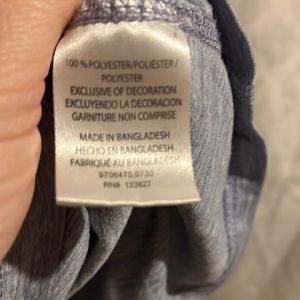 100 % POLYESTER/POLIÉSTER/
POLYESTER
EXCLUSIVE OF DECORATION
EXCLUYENDO LA DECORACION
GARNITURE NON COMPRISE
MADE IN BANGLADESH
HECHO EN BANGLADESH
FABRIQUÉ AU BANGLADESH
9706475:0730
RN# 123827